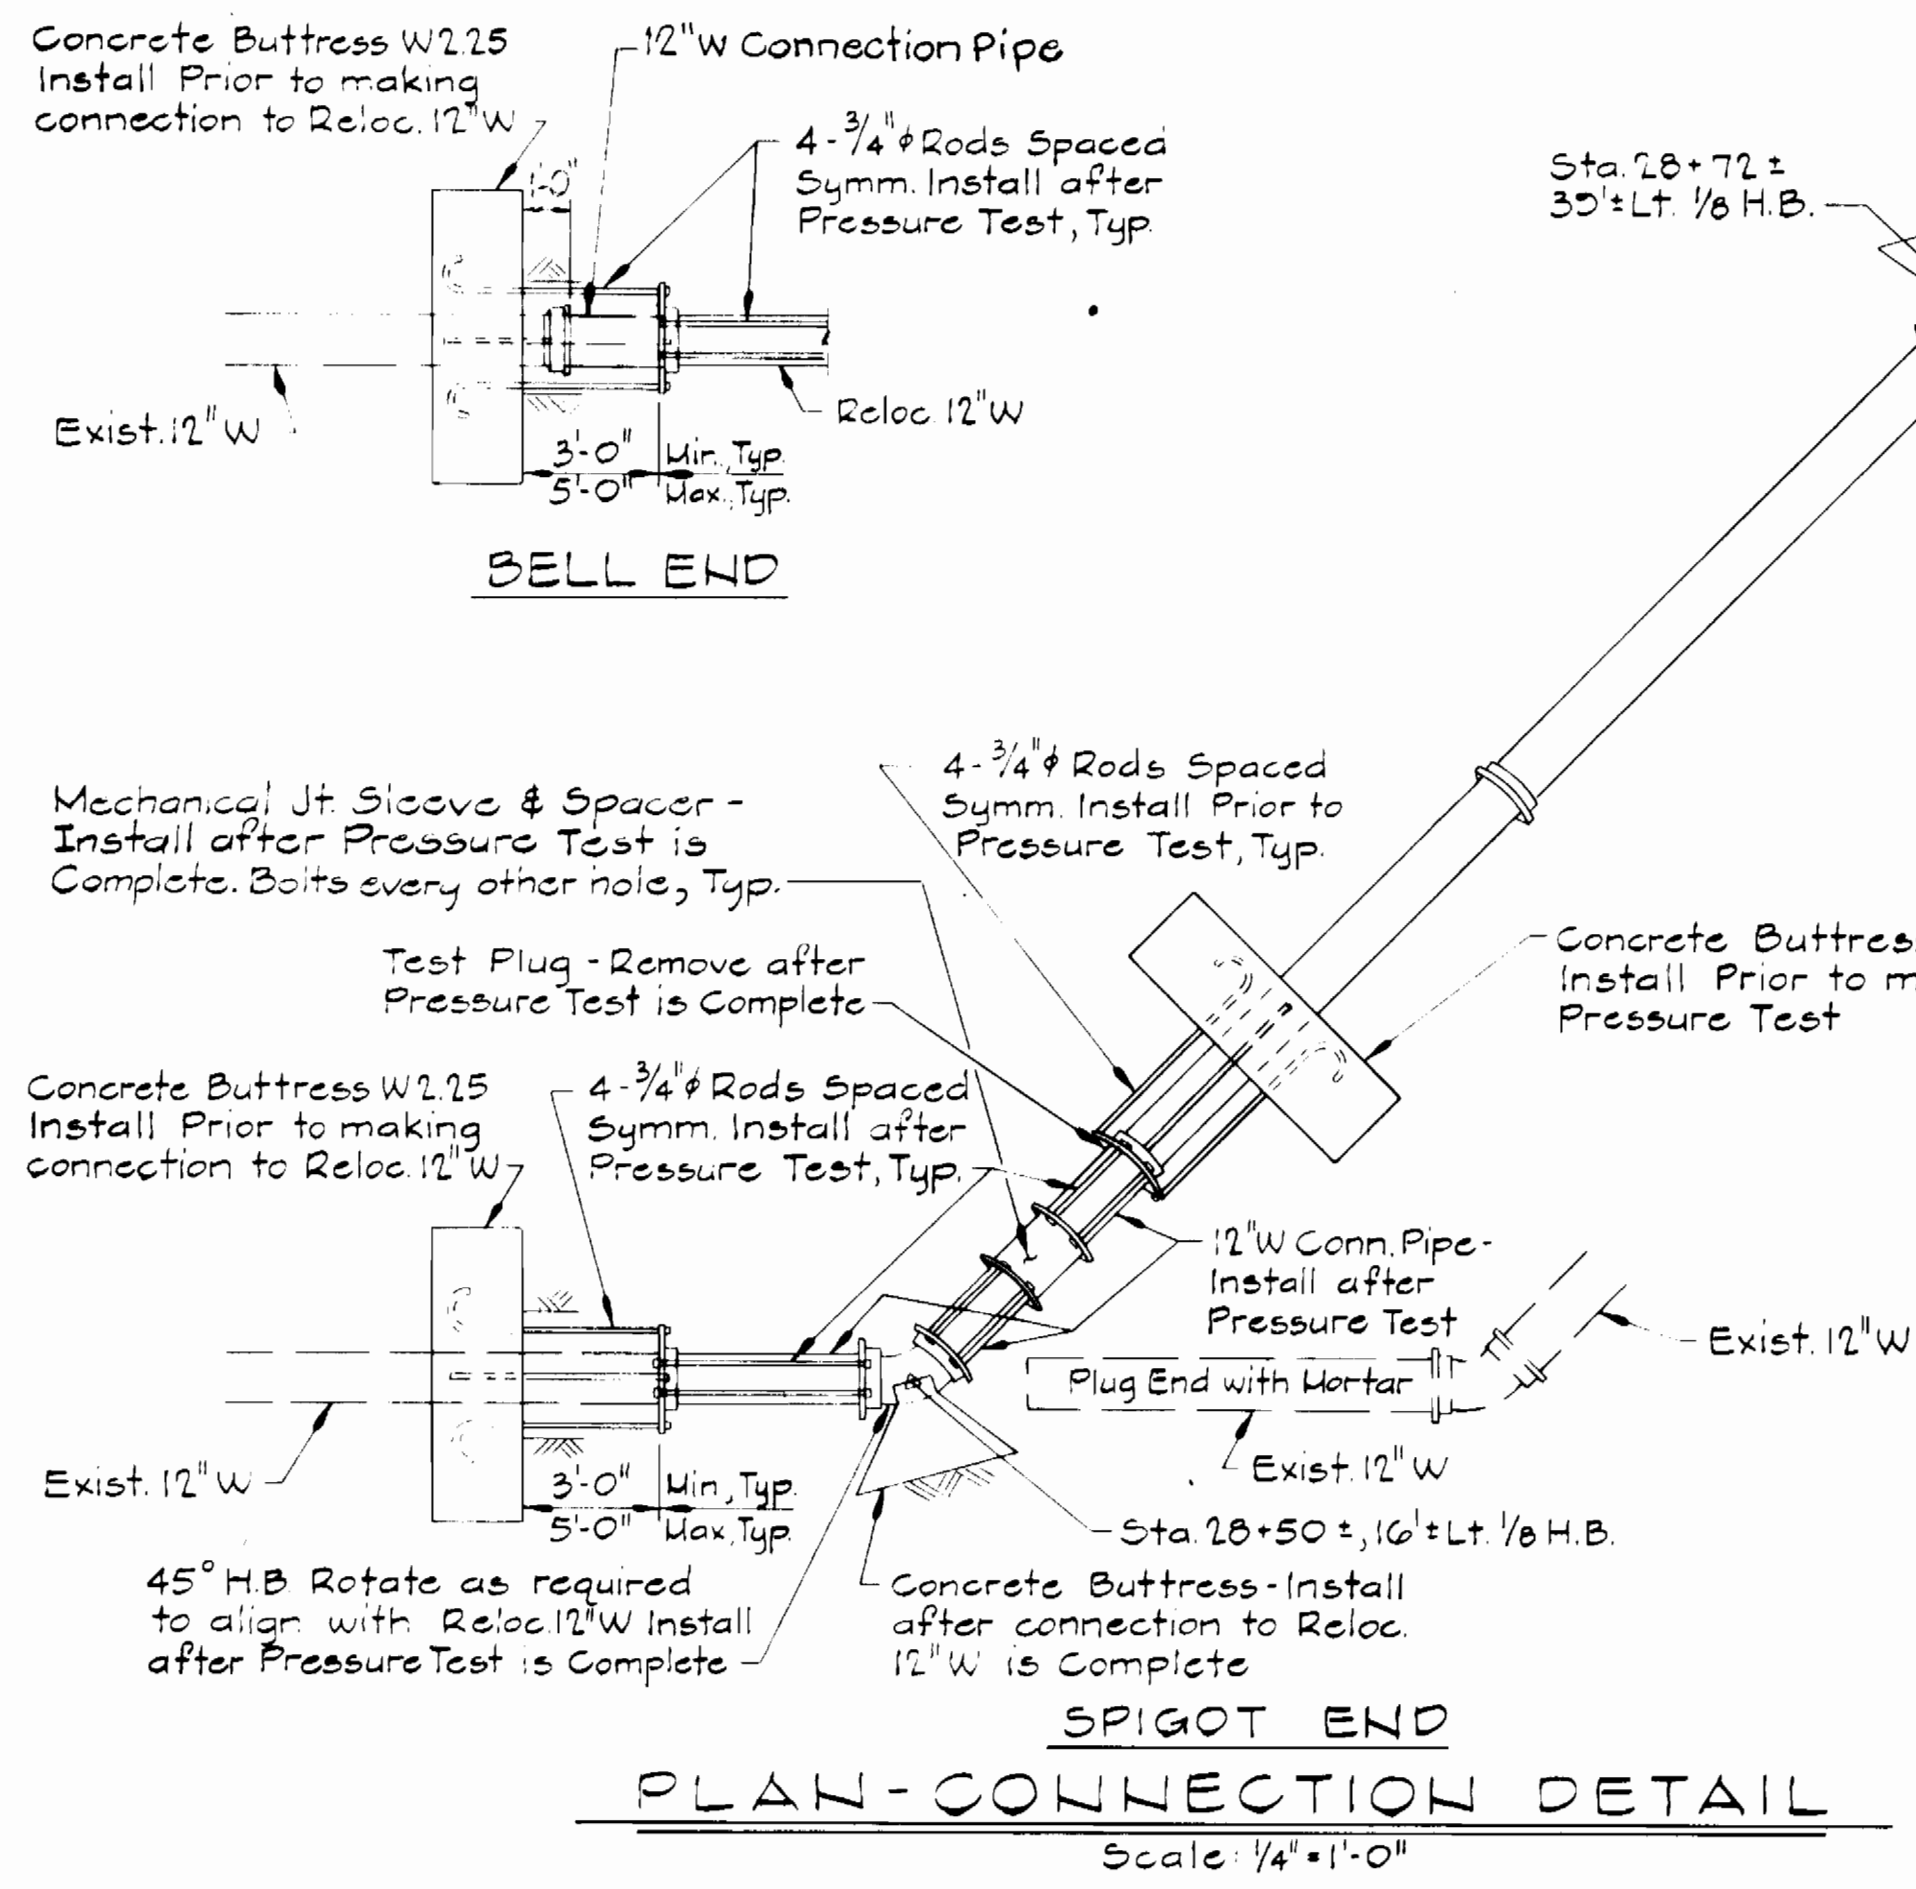 Concrete Buttress W2.25
Install Prior to making
connection to Reloc. 12"W
12"W Connection Pipe
4-3/4"ϕ Rods Spaced
Symm. Install after
Pressure Test, Typ.
1'-0"
Sta. 28+72 ±
39'± Lt. 1/8 H.B.
Exist. 12"W
Reloc. 12"W
3'-0" Min., Typ.
5'-0" Max., Typ.
BELL END
4-3/4"ϕ Rods Spaced
Symm. Install Prior to
Pressure Test, Typ.
Mechanical Jt. Sleeve & Spacer -
Install after Pressure Test is
Complete. Bolts every other hole, Typ.
Test Plug - Remove after
Pressure Test is Complete
Concrete Buttres
Install Prior to m
Pressure Test
Concrete Buttress W2.25
Install Prior to making
connection to Reloc. 12"W
4-3/4"ϕ Rods Spaced
Symm. Install after
Pressure Test, Typ.
12"W Conn. Pipe-
Install after
Pressure Test
Exist. 12"W
Plug End with Mortar
Exist. 12"W
Exist. 12"W
3'-0" Min., Typ.
5'-0" Max, Typ.
Sta. 28+50 ±, 16'± Lt. 1/8 H.B.
45° H.B. Rotate as required
to align with Reloc. 12"W Install
after Pressure Test is Complete
Concrete Buttress - Install
after connection to Reloc.
12"W is Complete
SPIGOT END
PLAN-CONNECTION DETAIL
Scale: 1/4" = 1'-0"